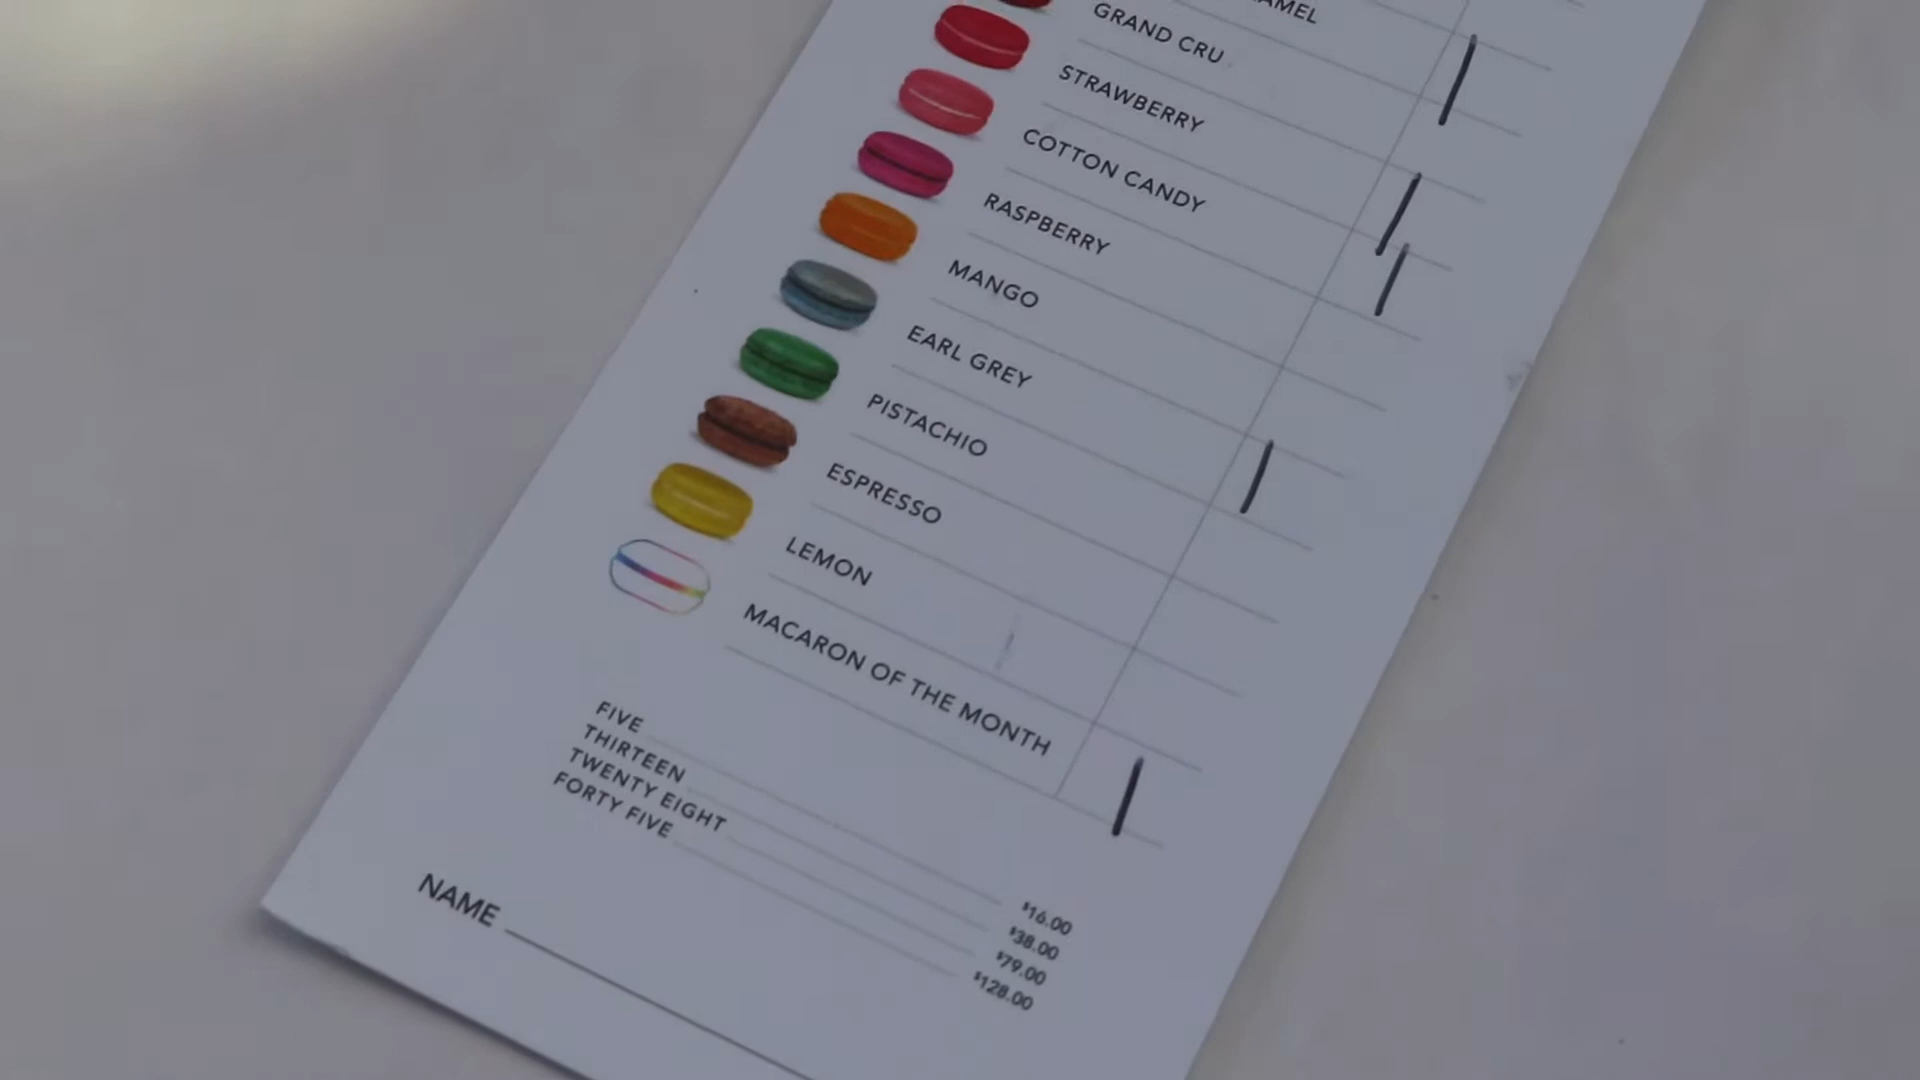 GRAND CRU
STRAWBERRY
COTTON CANDY
RASPBERRY
MANGO
EARL GREY
PISTACHIO
ESPRESSO
LEMON
MACARON OF THE MONTH
FIVE $16.00
THIRTEEN $38.00
TWENTY EIGHT $79.00
FORTY FIVE $128.00
NAME